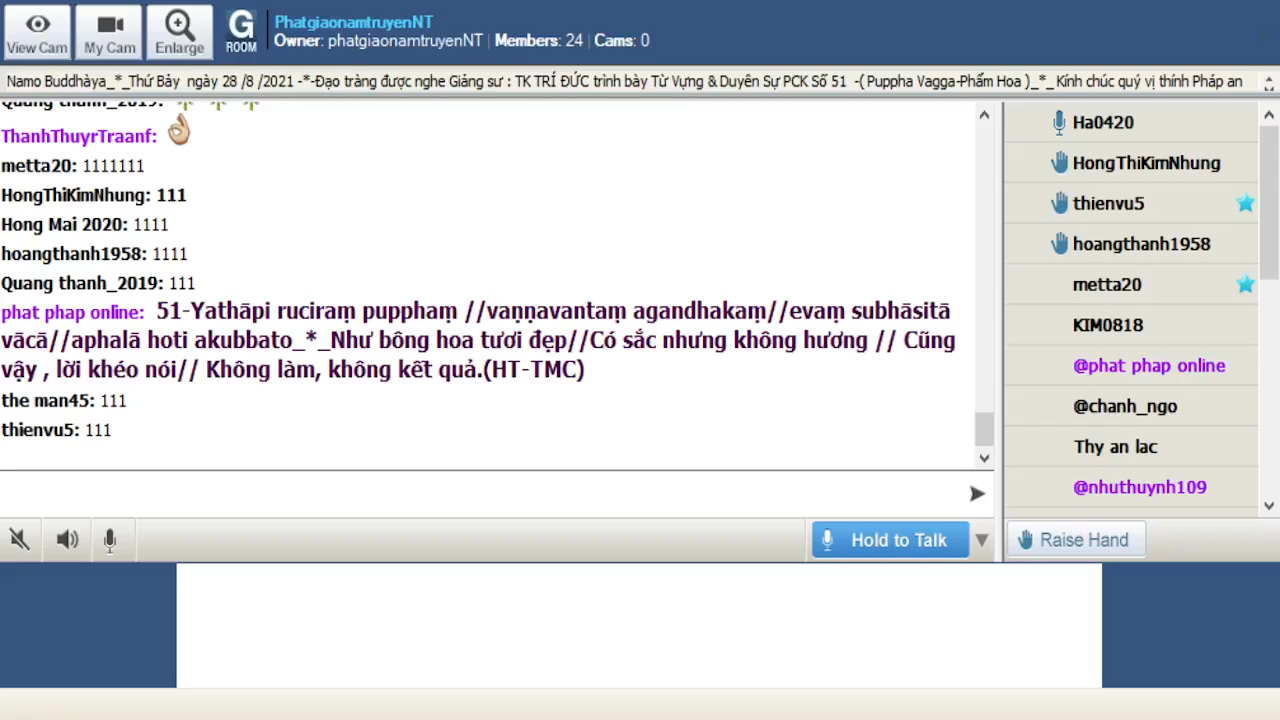 View Cam
My Cam
Enlarge
G
ROOM
PhatgiaonamtruyenNT
Owner: phatgiaonamtruyenNT | Members: 24 | Cams: 0
Namo Buddhàya_*_Thứ Bảy ngày 28 /8 /2021 -*-Đạo tràng được nghe Giảng sư : TK TRÍ ĐỨC trình bày Từ Vựng & Duyên Sự PCK Số 51 -( Puppha Vagga-Phẩm Hoa )_*_ Kính chúc quý vị thính Pháp an
Quang thanh_2019:
ThanhThuyrTraanf:
metta20: 1111111
HongThiKimNhung: 111
Hong Mai 2020: 1111
hoangthanh1958: 1111
Quang thanh_2019: 111
phat phap online: 51-Yathāpi ruciraṃ pupphaṃ //vaṇṇavantaṃ agandhakaṃ//evaṃ subhāsitā
vācā//aphalā hoti akubbato_*_Như bông hoa tươi đẹp//Có sắc nhưng không hương // Cũng
vậy , lời khéo nói// Không làm, không kết quả.(HT-TMC)
the man45: 111
thienvu5: 111
Ha0420
HongThiKimNhung
thienvu5
hoangthanh1958
metta20
KIM0818
@phat phap online
@chanh_ngo
Thy an lac
@nhuthuynh109
Hold to Talk
Raise Hand